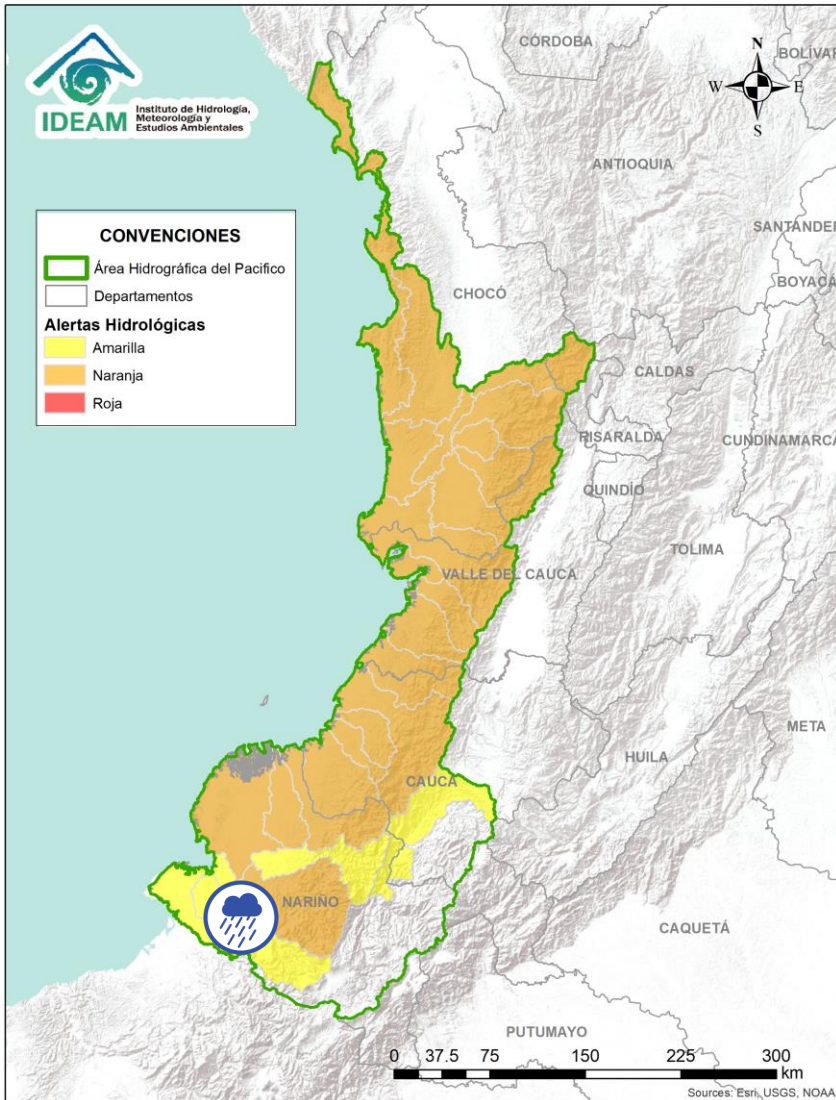 IDEAM
Instituto de Hidrología,
Meteorología y
Estudios Ambientales
CÓRDOBA
BOLÍVAR
N
W
E
S
ANTIOQUIA
SANTANDER
BOYACÁ
CONVENCIONES
Área Hidrográfica del Pacifico
Departamentos
Alertas Hidrológicas
Amarilla
Naranja
Roja
CHOCÓ
CALDAS
RISARALDA
CUNDINAMARCA
QUINDÍO
TOLIMA
VALLE DEL CAUCA
META
HUILA
CAUCA
NARIÑO
CAQUETÁ
PUTUMAYO
0 37.5 75 150 225 300
km
Sources: Esri, USGS, NOAA